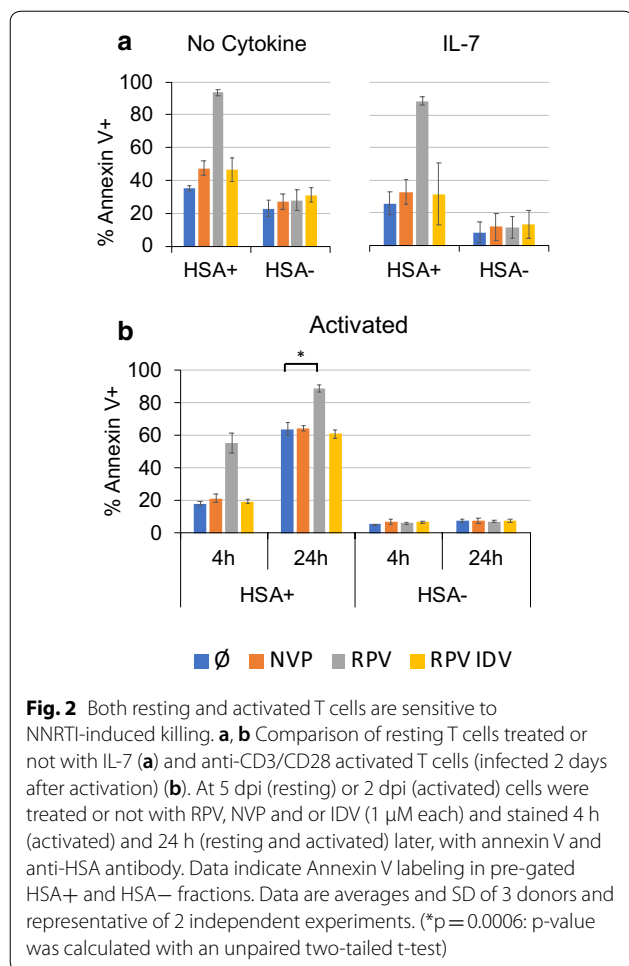 a
No Cytokine
IL-7
% Annexin V+
100
80
60
40
20
0
HSA+
HSA-
HSA+
HSA-
b
Activated
% Annexin V+
100
80
60
40
20
0
*
4h
24h
4h
24h
HSA+
HSA-
Ø
NVP
RPV
RPV IDV
Fig. 2 Both resting and activated T cells are sensitive to
NNRTI-induced killing. a, b Comparison of resting T cells treated or
not with IL-7 (a) and anti-CD3/CD28 activated T cells (infected 2 days
after activation) (b). At 5 dpi (resting) or 2 dpi (activated) cells were
treated or not with RPV, NVP and or IDV (1 µM each) and stained 4 h
(activated) and 24 h (resting and activated) later, with annexin V and
anti-HSA antibody. Data indicate Annexin V labeling in pre-gated
HSA+ and HSA− fractions. Data are averages and SD of 3 donors and
representative of 2 independent experiments. (*p = 0.0006: p-value
was calculated with an unpaired two-tailed t-test)